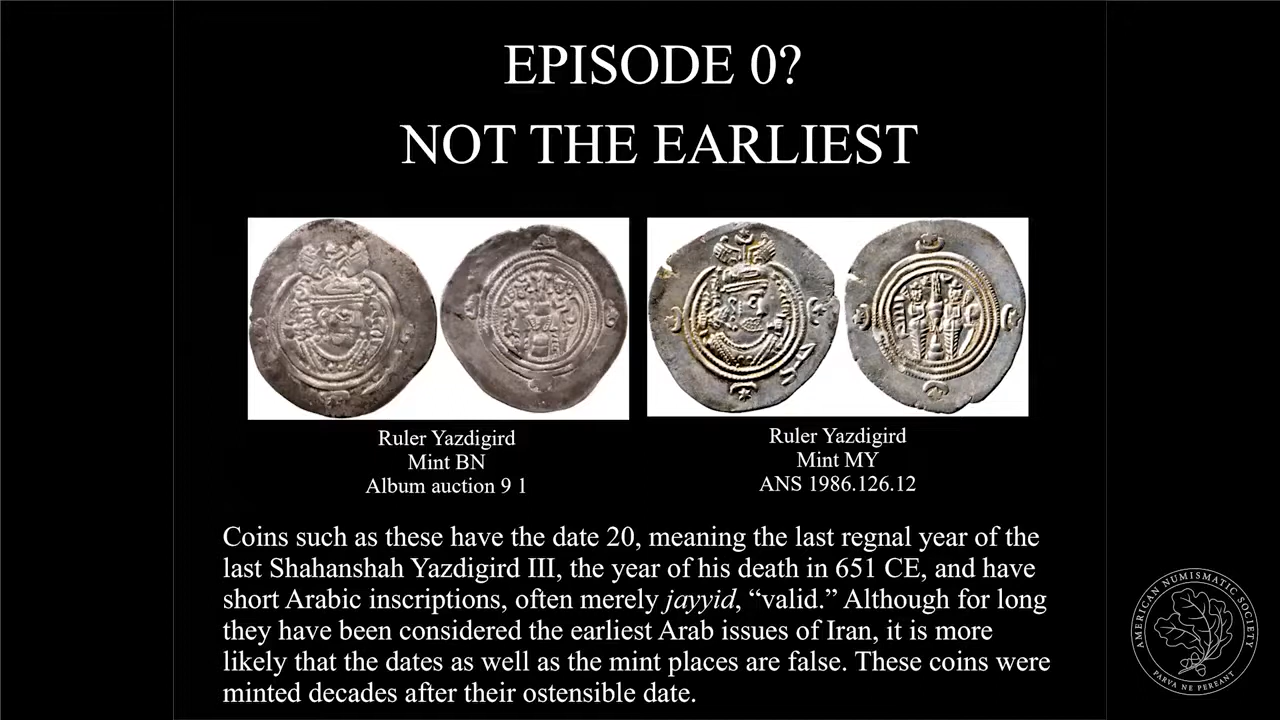 EPISODE 0?
NOT THE EARLIEST
Ruler Yazdigird
Mint BN
Album auction 9 1
Ruler Yazdigird
Mint MY
ANS 1986.126.12
Coins such as these have the date 20, meaning the last regnal year of the
last Shahanshah Yazdigird III, the year of his death in 651 CE, and have
short Arabic inscriptions, often merely jayyid, “valid.” Although for long
they have been considered the earliest Arab issues of Iran, it is more
likely that the dates as well as the mint places are false. These coins were
minted decades after their ostensible date.
AMERICAN NUMISMATIC SOCIETY
PARVA NE PEREANT